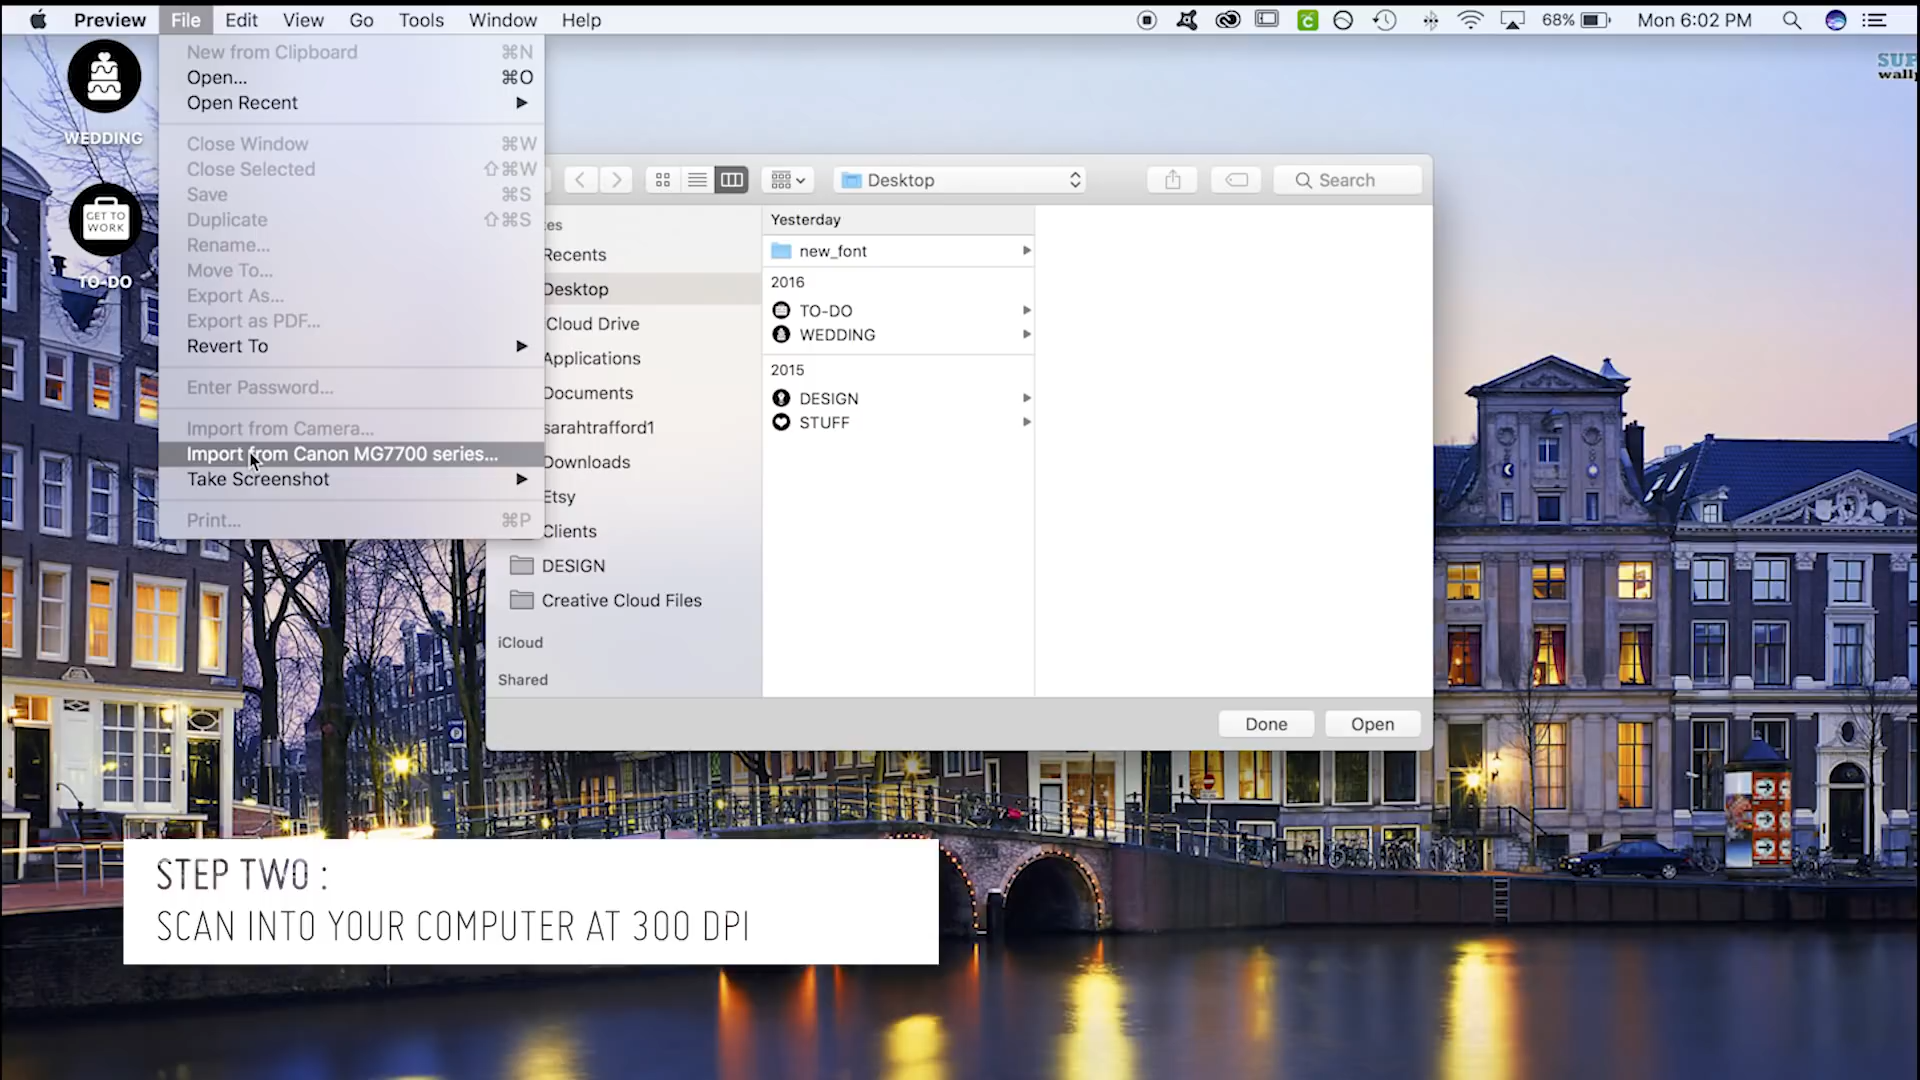 Preview File Edit View Go Tools Window Help 68% Mon 6:02 PM
WEDDING
GET TO
WORK
TO-DO
New from Clipboard ⌘N
Open... ⌘O
Open Recent
Close Window ⌘W
Close Selected ⇧⌘W
Save ⌘S
Duplicate ⇧⌘S
Rename...
Move To...
Export As...
Export as PDF...
Revert To
Enter Password...
Import from Camera...
Import from Canon MG7700 series...
Take Screenshot
Print... ⌘P
Desktop
Search
es
Recents
Desktop
Cloud Drive
Applications
Documents
sarahtrafford1
Downloads
Etsy
Clients
DESIGN
Creative Cloud Files
iCloud
Shared
Yesterday
new_font
2016
TO-DO
WEDDING
2015
DESIGN
STUFF
Done
Open
SUP
wallp
P
STEP TWO :
SCAN INTO YOUR COMPUTER AT 300 DPI